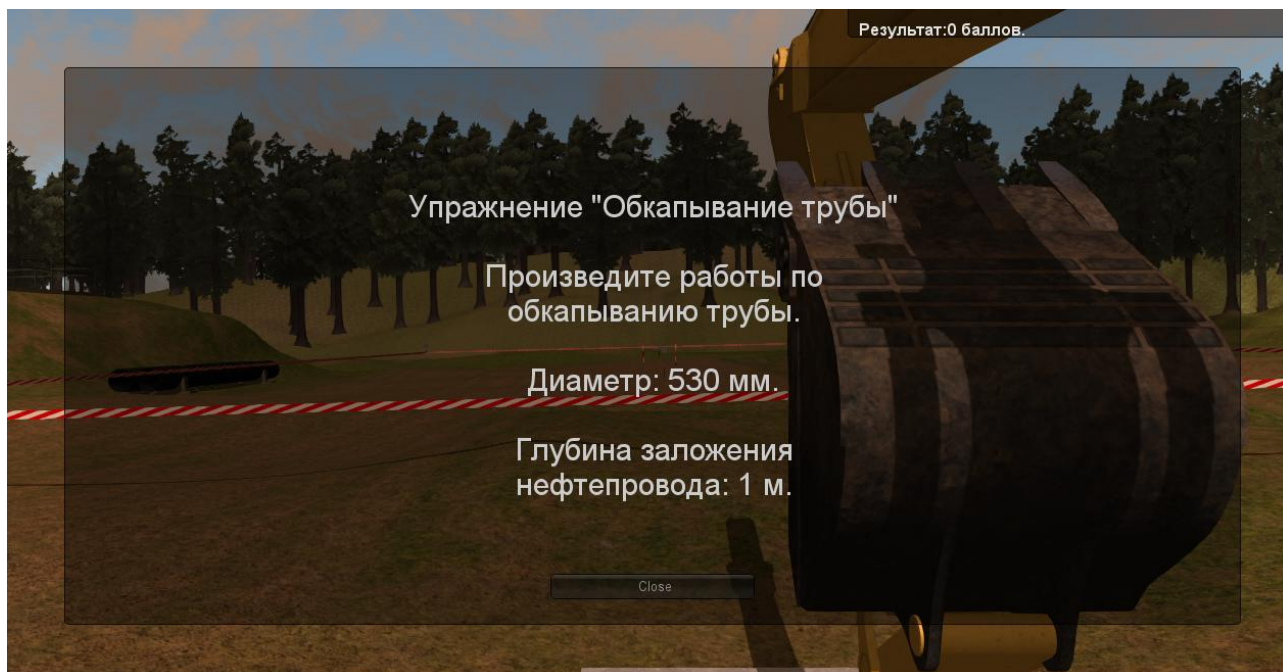 Результат:0 баллов.
Упражнение "Обкапывание трубы"
Произведите работы по
обкапыванию трубы.
Диаметр: 530 мм.
Глубина заложения
нефтепровода: 1 м.
Close